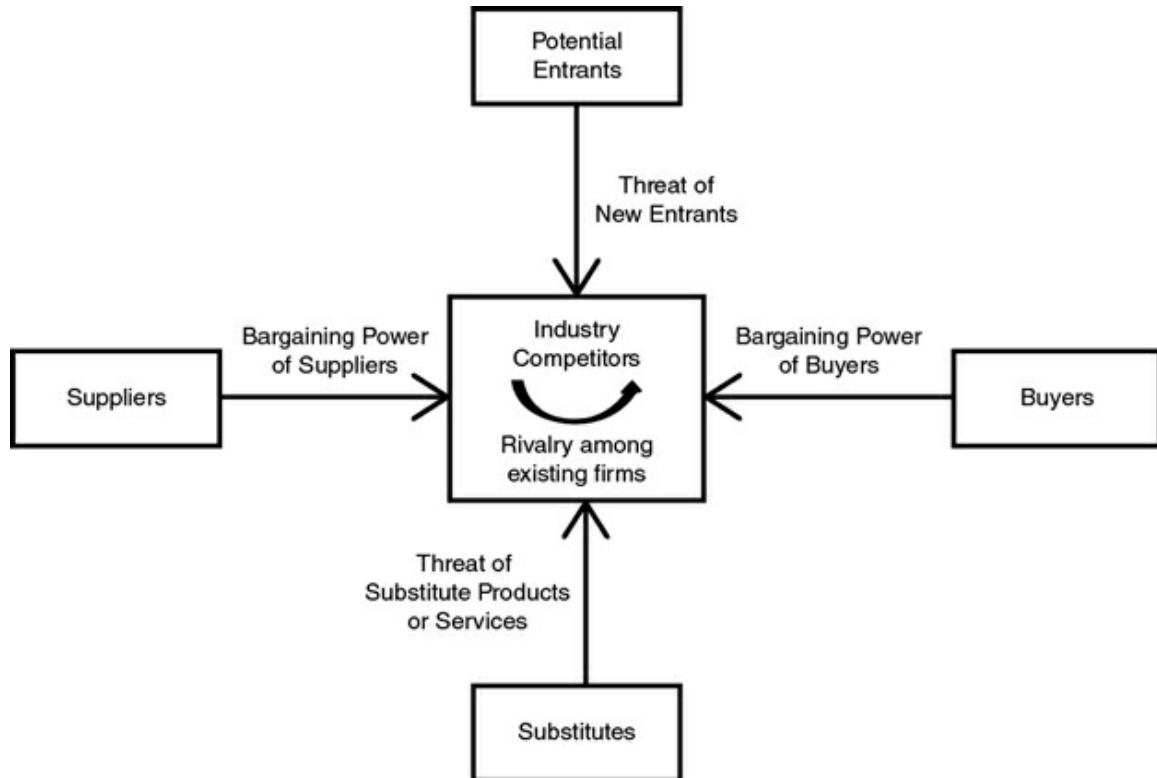 Potential
Entrants
Threat of
New Entrants
Bargaining Power
of Suppliers
Suppliers
Industry
Competitors
Rivalry among
existing firms
Bargaining Power
of Buyers
Buyers
Threat of
Substitute Products
or Services
Substitutes